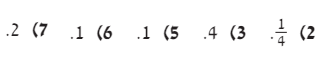 .2 (7 .1 (6 .1 (5 .4 (3 .¼ (2